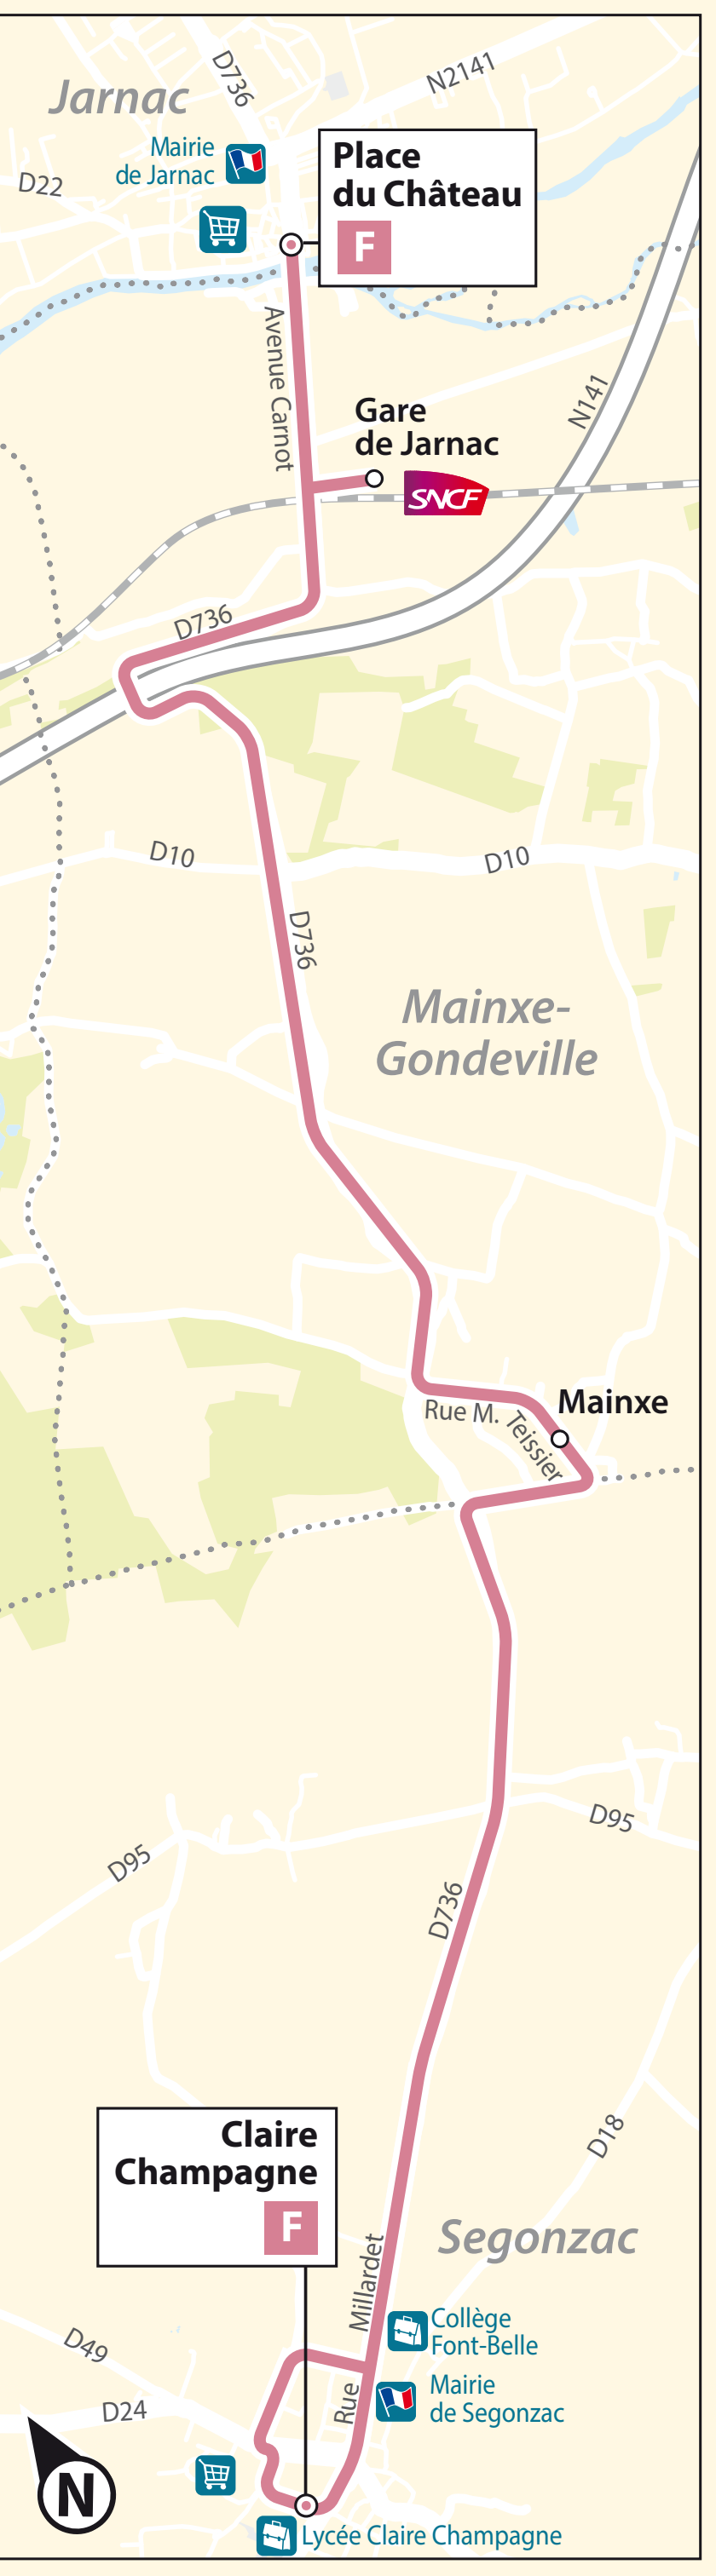 D736
N2141
Jarnac
Mairie
de Jarnac
D22
Place
du Château
F
Avenue Carnot
N141
Gare
de Jarnac
SNCF
D736
D10
D10
D736
Mainxe-
Gondeville
Mainxe
Rue M. Teissier
D95
D95
D736
Claire
Champagne
F
D18
Segonzac
Rue Millardet
Collège
Font-Belle
D49
Mairie
de Segonzac
D24
N
Lycée Claire Champagne